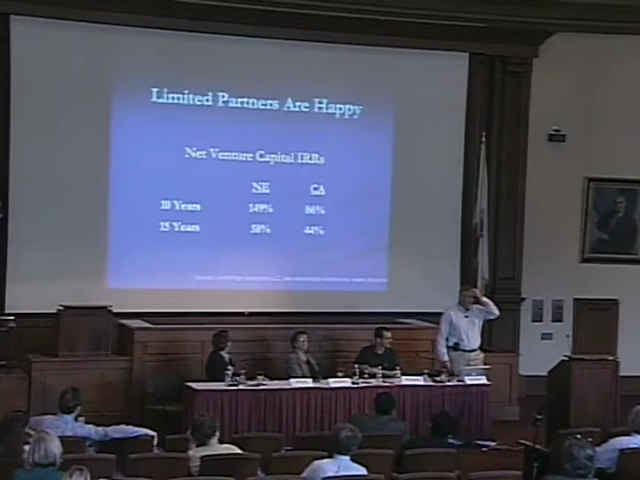 Limited Partners Are Happy
Net Venture Capital IRRs
NE CA
10 Years 149% 86%
15 Years 58% 44%